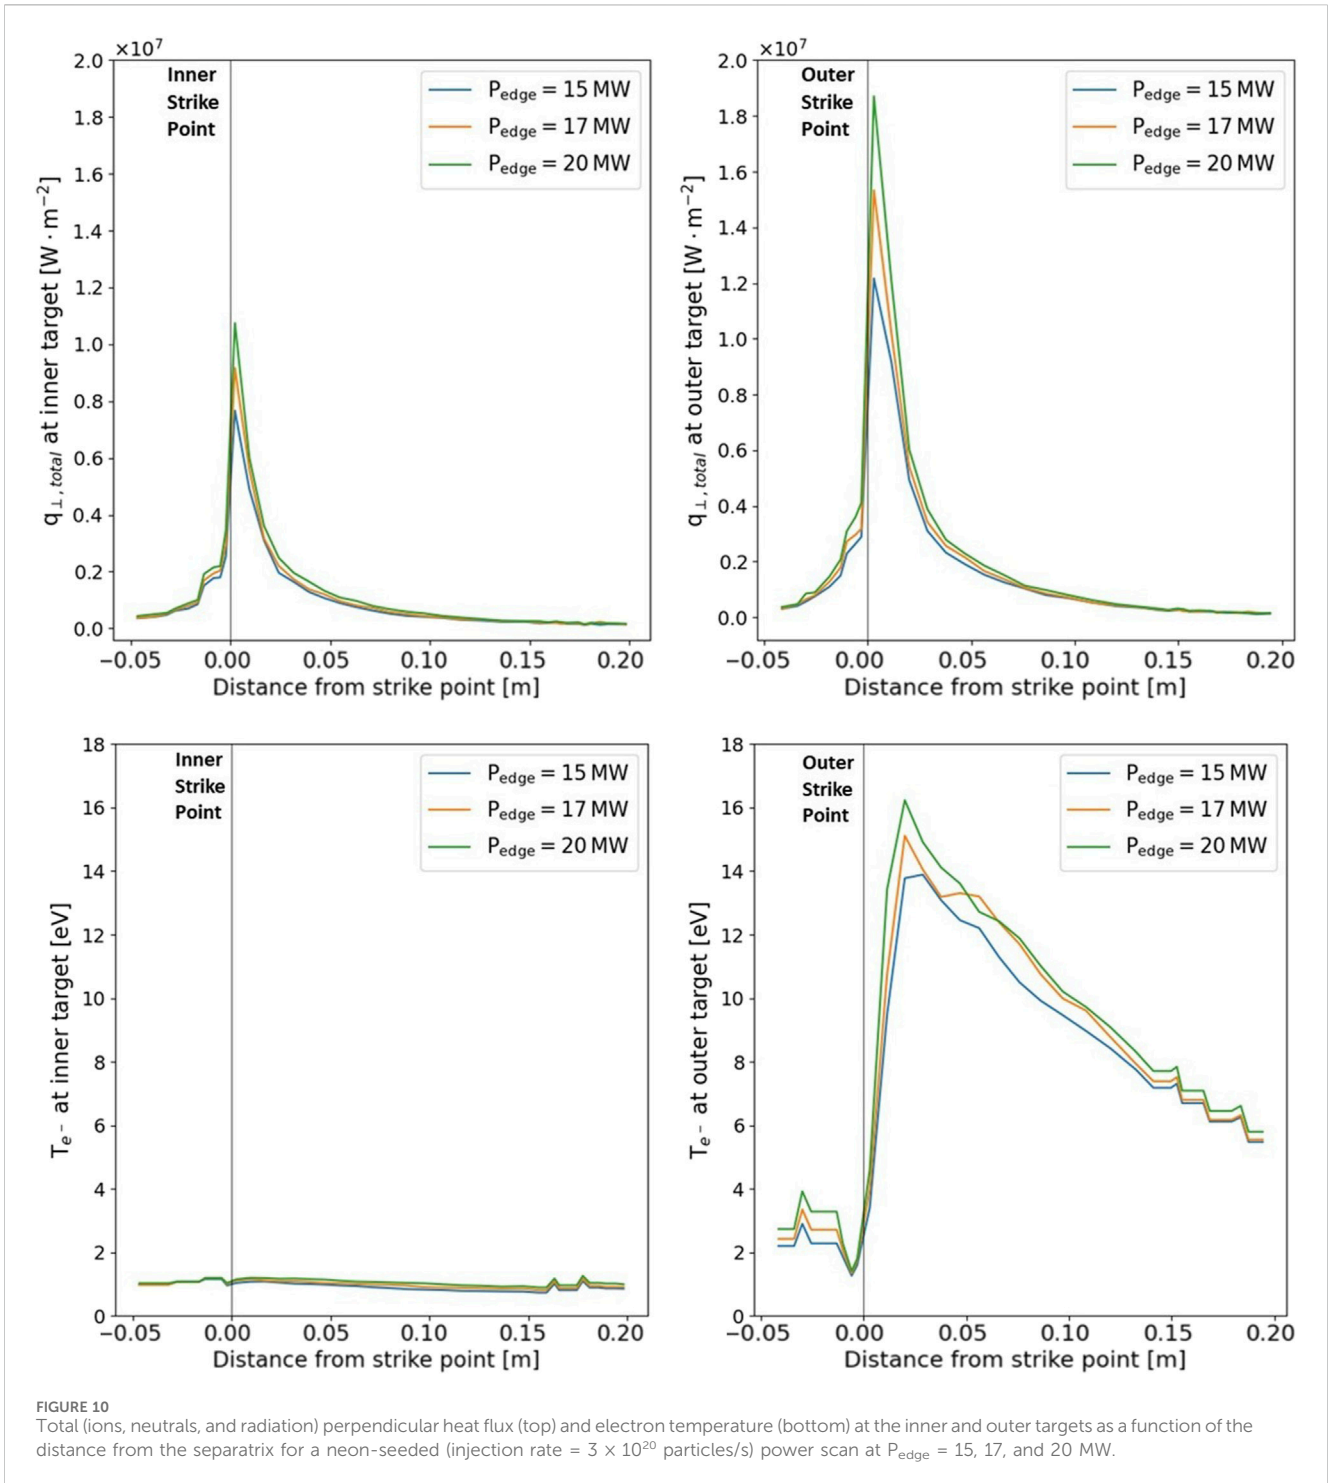 ×10⁷
2.0
1.8
1.6
1.4
1.2
1.0
0.8
0.6
0.4
0.2
0.0
q⊥,total at inner target [W · m⁻²]
Inner
Strike
Point
P_edge = 15 MW
P_edge = 17 MW
P_edge = 20 MW
−0.05 0.00 0.05 0.10 0.15 0.20
Distance from strike point [m]
×10⁷
2.0
1.8
1.6
1.4
1.2
1.0
0.8
0.6
0.4
0.2
0.0
q⊥,total at outer target [W · m⁻²]
Outer
Strike
Point
P_edge = 15 MW
P_edge = 17 MW
P_edge = 20 MW
−0.05 0.00 0.05 0.10 0.15 0.20
Distance from strike point [m]
18
16
14
12
10
8
6
4
2
0
T_e⁻ at inner target [eV]
Inner
Strike
Point
P_edge = 15 MW
P_edge = 17 MW
P_edge = 20 MW
−0.05 0.00 0.05 0.10 0.15 0.20
Distance from strike point [m]
18
16
14
12
10
8
6
4
2
0
T_e⁻ at outer target [eV]
Outer
Strike
Point
P_edge = 15 MW
P_edge = 17 MW
P_edge = 20 MW
−0.05 0.00 0.05 0.10 0.15 0.20
Distance from strike point [m]
FIGURE 10
Total (ions, neutrals, and radiation) perpendicular heat flux (top) and electron temperature (bottom) at the inner and outer targets as a function of the
distance from the separatrix for a neon-seeded (injection rate = 3 × 10²⁰ particles/s) power scan at P_edge = 15, 17, and 20 MW.